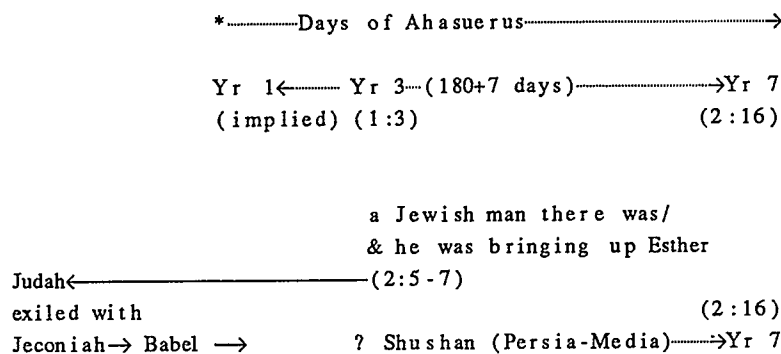 *Days of Ahasuerus→
Yr 1← Yr 3 (180+7 days)→Yr 7
(implied) (1:3) (2:16)
a Jewish man there was/
& he was bringing up Esther
Judah← (2:5-7)
exiled with (2:16)
Jeconiah→ Babel → ? Shushan (Persia-Media)→Yr 7